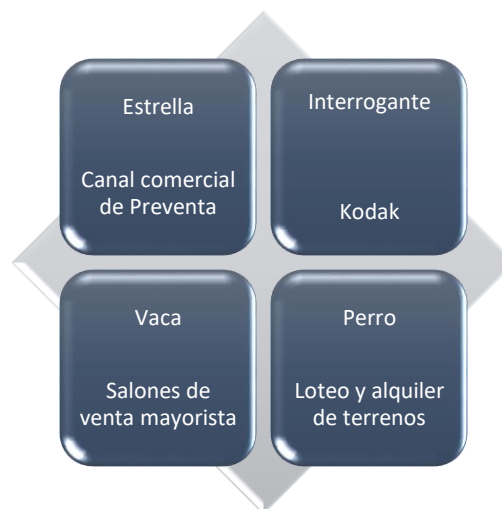 Estrella
Canal comercial
de Preventa
Interrogante
Kodak
Vaca
Salones de
venta mayorista
Perro
Loteo y alquiler
de terrenos